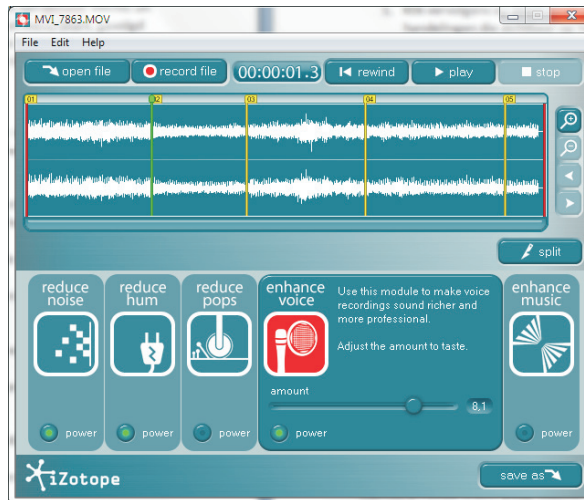 MVI_7863.MOV
File Edit Help
open file record file 00:00:01.3 rewind play stop
01 02 03 04 05
split
reduce noise
reduce hum
reduce pops
enhance voice
Use this module to make voice
recordings sound richer and
more professional.
Adjust the amount to taste.
enhance music
amount
8,1
power power power power power
iZotope
save as